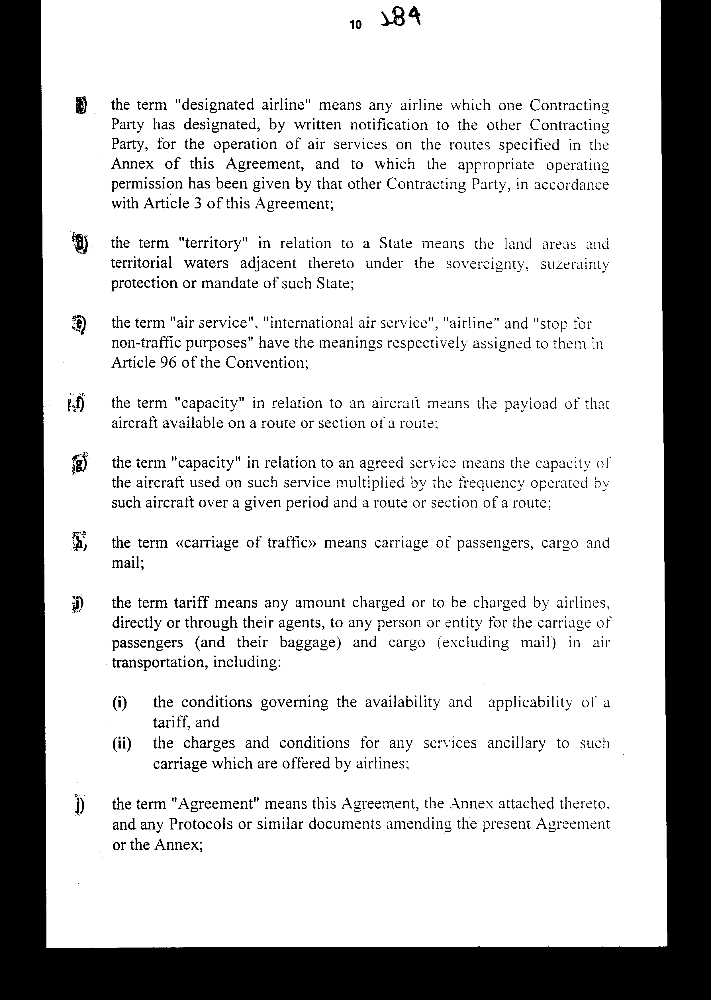 10 184
c) the term "designated airline" means any airline which one Contracting
Party has designated, by written notification to the other Contracting
Party, for the operation of air services on the routes specified in the
Annex of this Agreement, and to which the appropriate operating
permission has been given by that other Contracting Party, in accordance
with Article 3 of this Agreement;
d) the term "territory" in relation to a State means the land areas and
territorial waters adjacent thereto under the sovereignty, suzerainty
protection or mandate of such State;
e) the term "air service", "international air service", "airline" and "stop for
non-traffic purposes" have the meanings respectively assigned to them in
Article 96 of the Convention;
f) the term "capacity" in relation to an aircraft means the payload of that
aircraft available on a route or section of a route;
g) the term "capacity" in relation to an agreed service means the capacity of
the aircraft used on such service multiplied by the frequency operated by
such aircraft over a given period and a route or section of a route;
h) the term «carriage of traffic» means carriage of passengers, cargo and
mail;
i) the term tariff means any amount charged or to be charged by airlines,
directly or through their agents, to any person or entity for the carriage of
passengers (and their baggage) and cargo (excluding mail) in air
transportation, including:
(i) the conditions governing the availability and applicability of a
tariff, and
(ii) the charges and conditions for any services ancillary to such
carriage which are offered by airlines;
j) the term "Agreement" means this Agreement, the Annex attached thereto,
and any Protocols or similar documents amending the present Agreement
or the Annex;